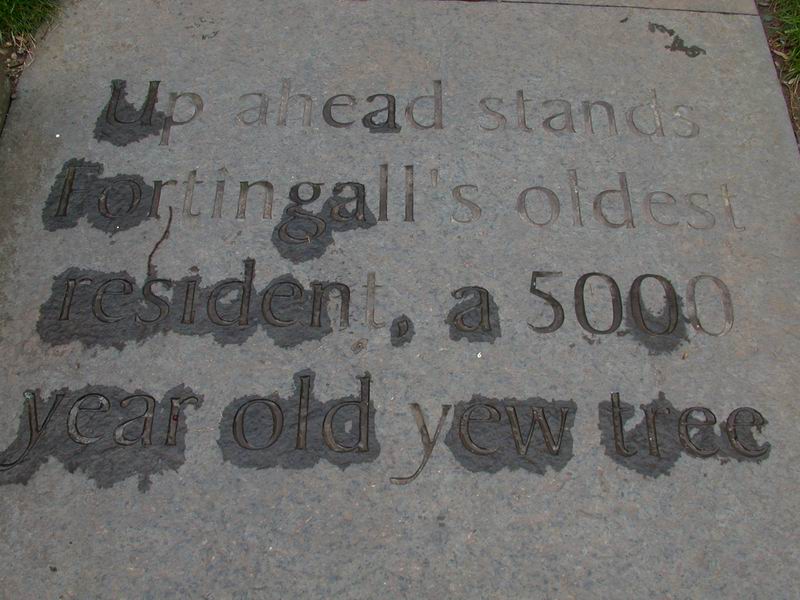 Up ahead stands
Fortingall's oldest
resident, a 5000
year old yew tree